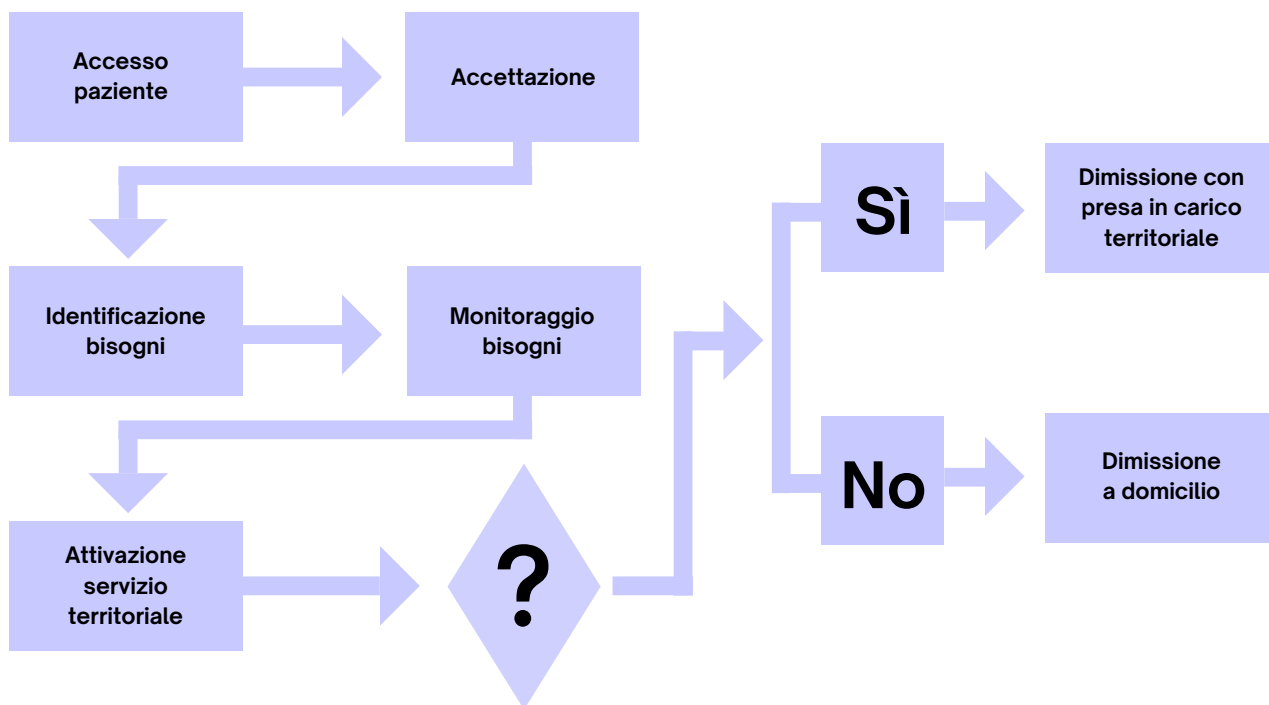 Accesso
paziente
Accettazione
Identificazione
bisogni
Monitoraggio
bisogni
Attivazione
servizio
territoriale
?
Sì
Dimissione con
presa in carico
territoriale
No
Dimissione
a domicilio